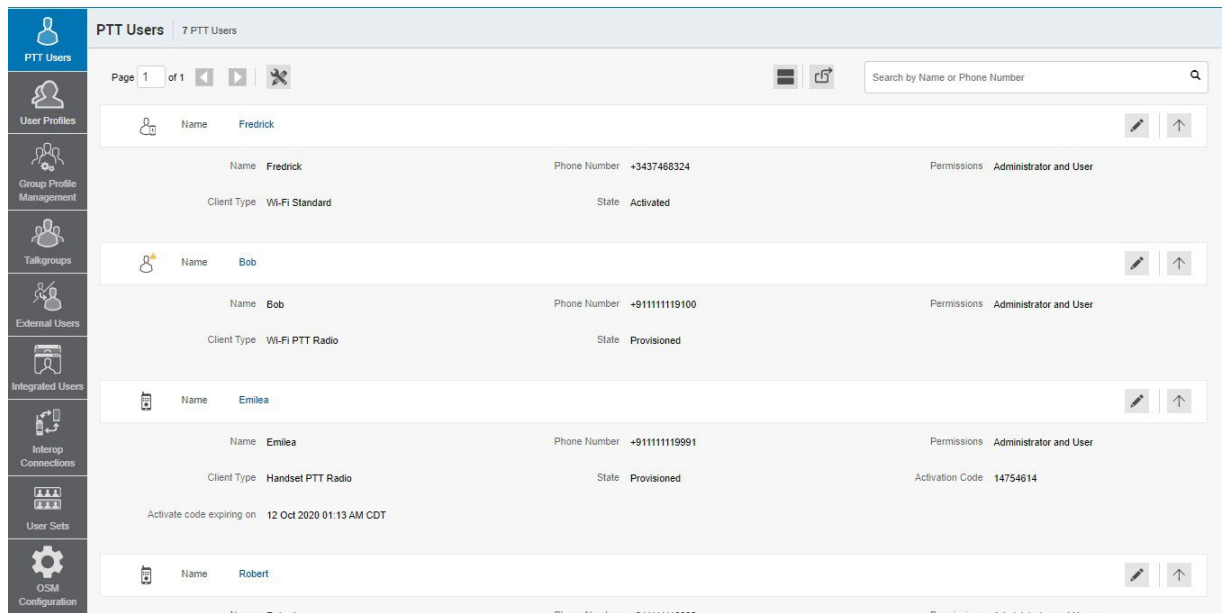 PTT Users
PTT Users 7 PTT Users
Page 1 of 1
Search by Name or Phone Number
User Profiles
Name Fredrick
Name Fredrick Phone Number +3437468324 Permissions Administrator and User
Group Profile
Management
Client Type Wi-Fi Standard State Activated
Talkgroups
Name Bob
External Users
Name Bob Phone Number +911111119100 Permissions Administrator and User
Client Type Wi-Fi PTT Radio State Provisioned
Integrated Users
Name Emilea
Interop
Connections
Name Emilea Phone Number +911111119991 Permissions Administrator and User
Client Type Handset PTT Radio State Provisioned Activation Code 14754614
User Sets
Activate code expiring on 12 Oct 2020 01:13 AM CDT
Name Robert
OSM
Configuration